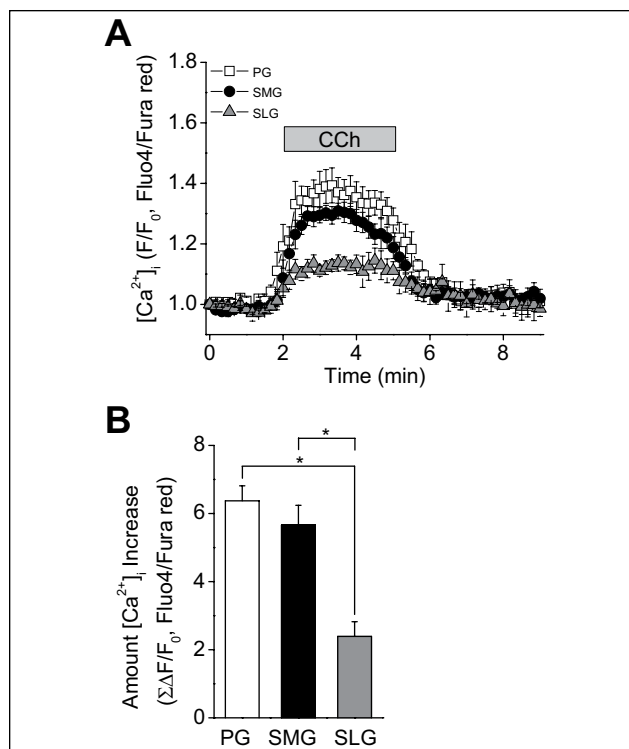 A
PG
SMG
SLG
CCh
[Ca2+]i (F/F0, Fluo4/Fura red)
1.8
1.6
1.4
1.2
1.0
0 2 4 6 8
Time (min)
B
* 
*
Amount [Ca2+]i Increase
(ΣΔF/F0, Fluo4/Fura red)
8
6
4
2
0
PG SMG SLG